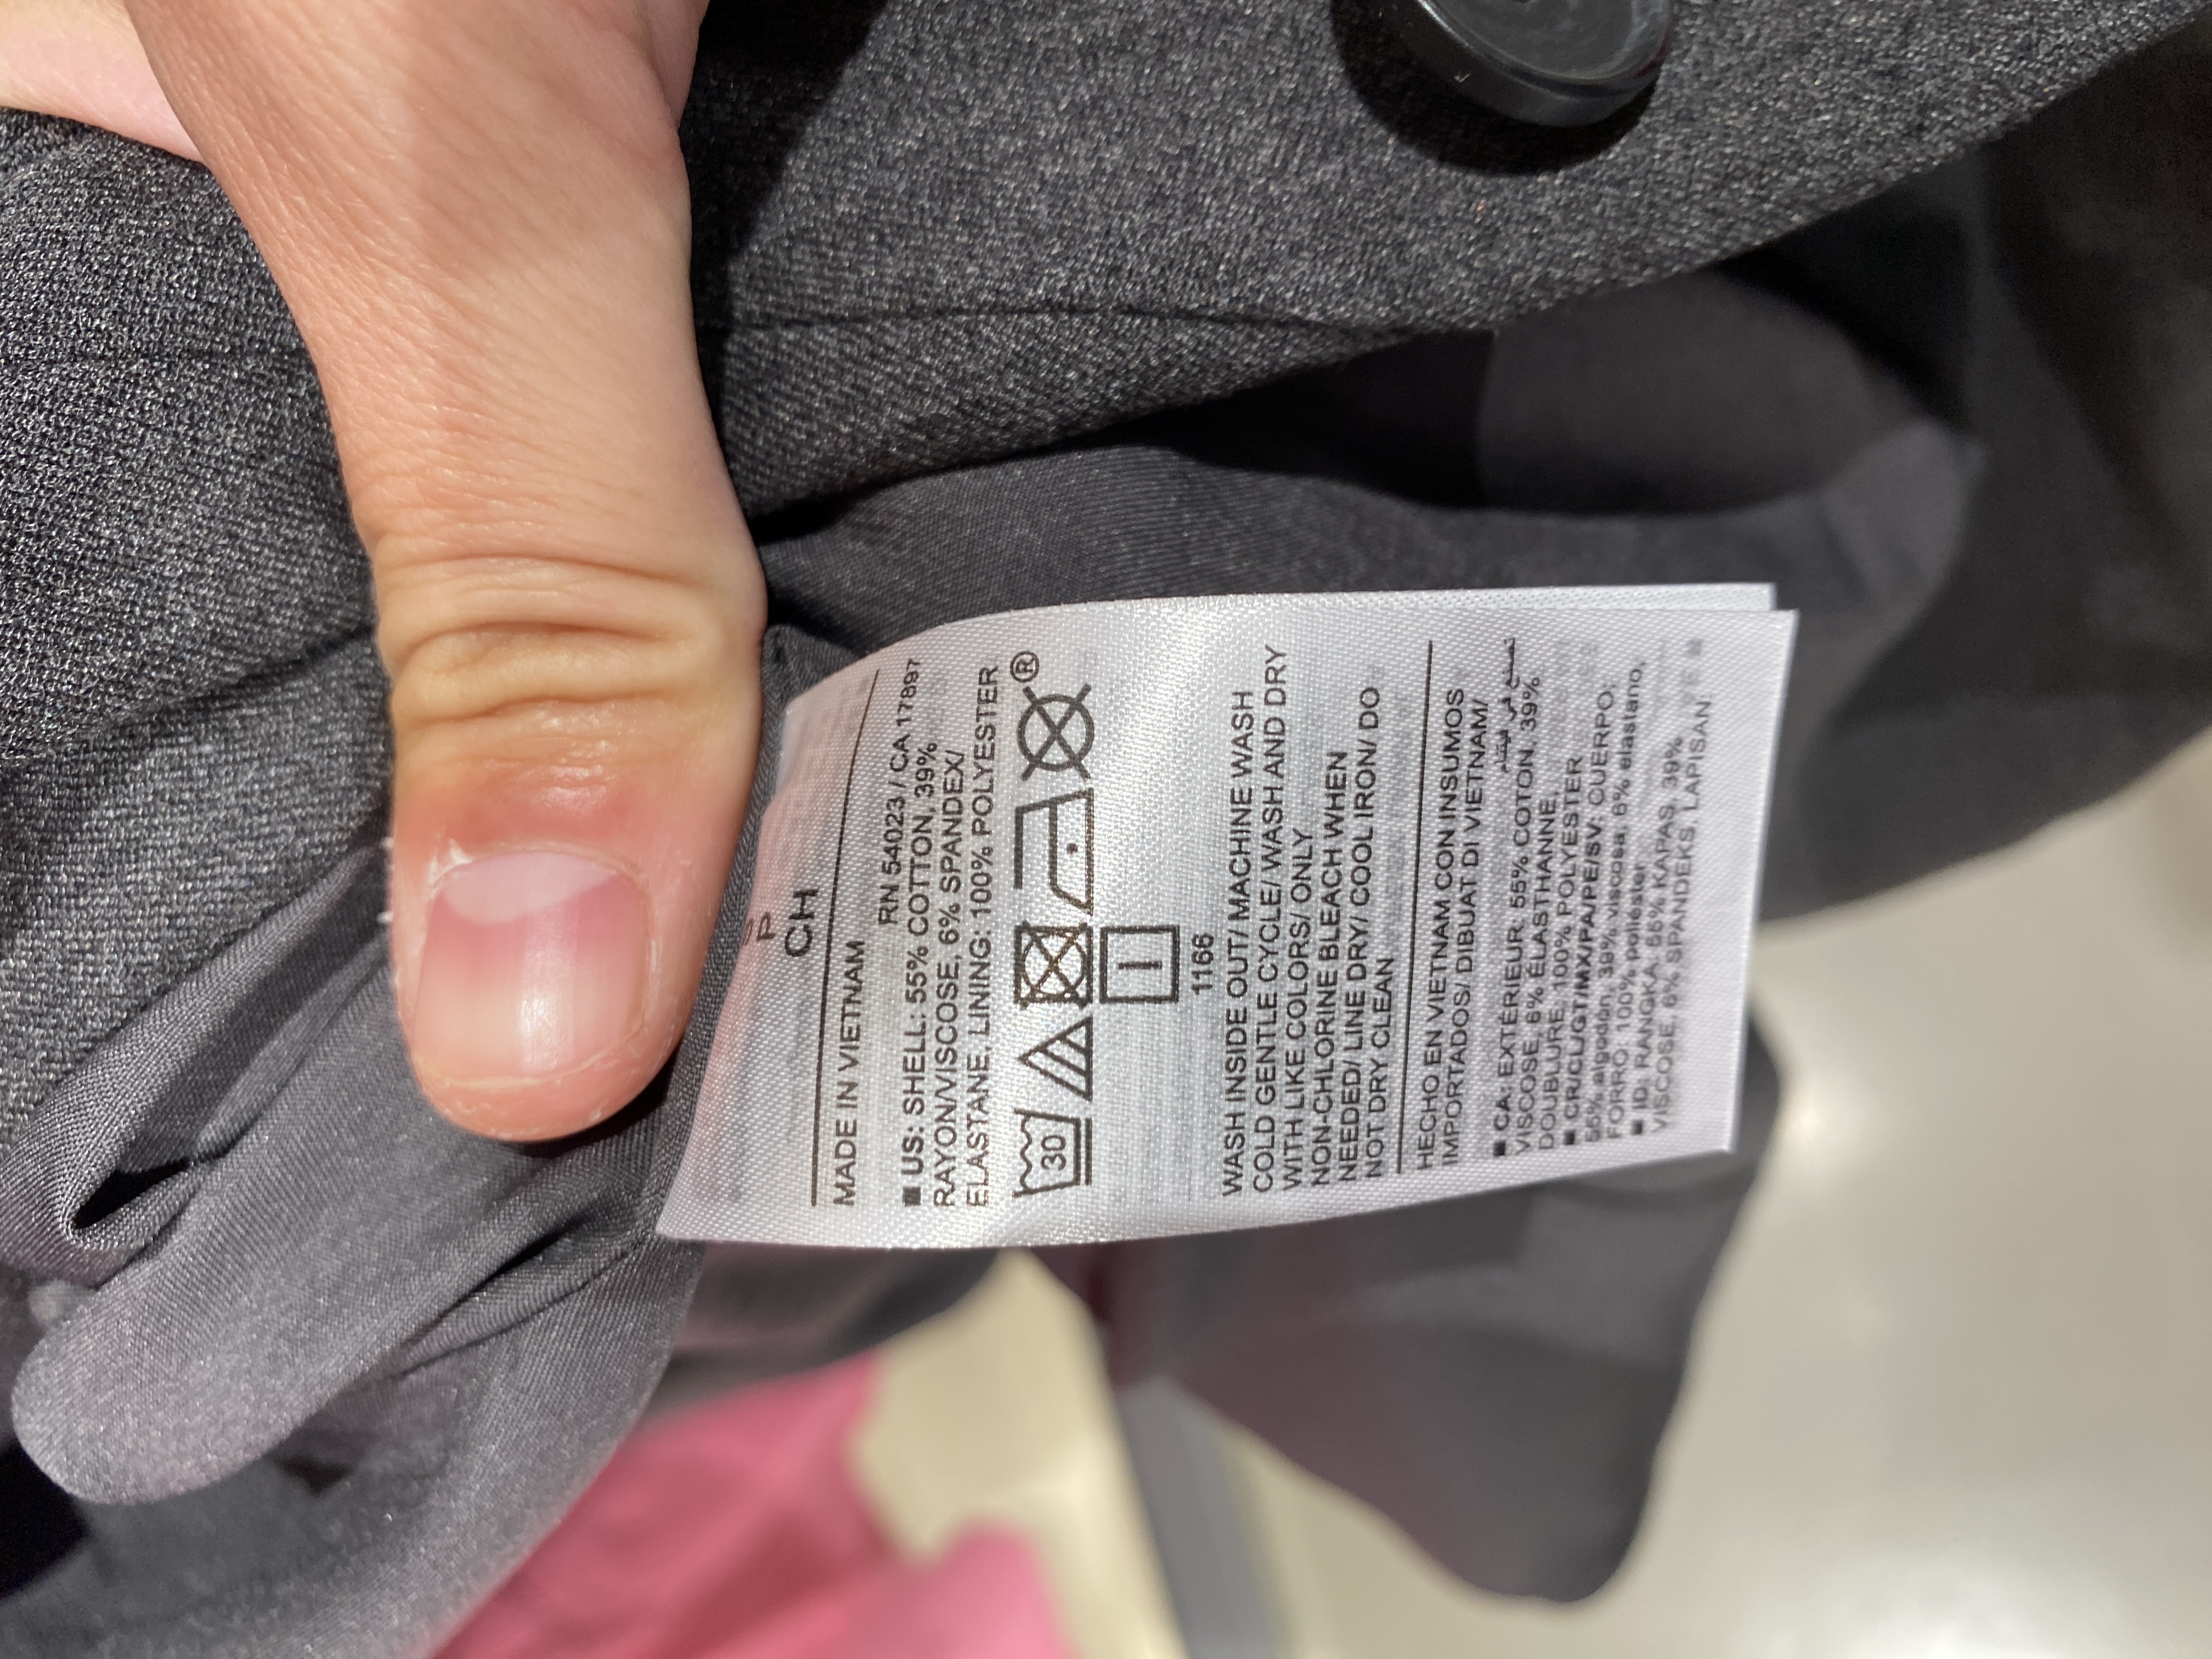 S
P
CH
MADE IN VIETNAM
RN 54023 / CA 17897
■ US: SHELL: 55% COTTON, 39%
RAYON/VISCOSE, 6% SPANDEX/
ELASTANE, LINING: 100% POLYESTER
30
®
1166
WASH INSIDE OUT/ MACHINE WASH
COLD GENTLE CYCLE/ WASH AND DRY
WITH LIKE COLORS/ ONLY
NON-CHLORINE BLEACH WHEN
NEEDED/ LINE DRY/ COOL IRON/ DO
NOT DRY CLEAN
HECHO EN VIETNAM CON INSUMOS
IMPORTADOS/ DIBUAT DI VIETNAM/
تصنع في فيتنام
■ CA: EXTÉRIEUR: 55% COTON, 39%
VISCOSE, 6% ÉLASTHANNE,
DOUBLURE: 100% POLYESTER
■ CR/CL/GT/MX/PA/PE/SV: CUERPO:
55% algodón, 39% viscosa, 6% elastano,
FORRO: 100% poliéster
■ ID: RANGKA: 55% KAPAS, 39%
VISCOSE, 6% SPANDEKS, LAPISAN